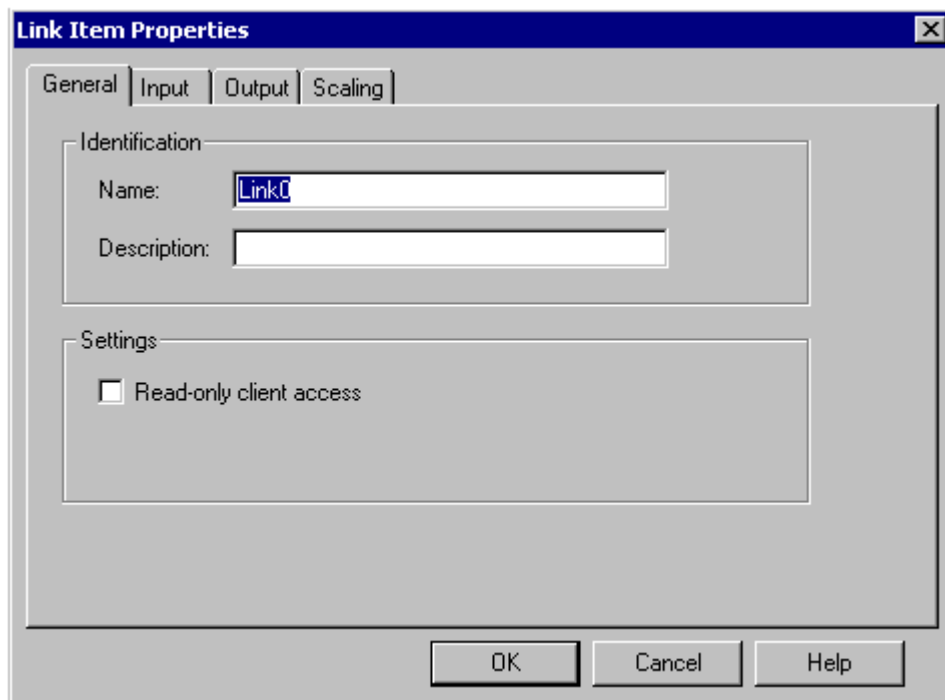 Link Item Properties
General Input Output Scaling
Identification
Name: Link0
Description:
Settings
Read-only client access
OK Cancel Help